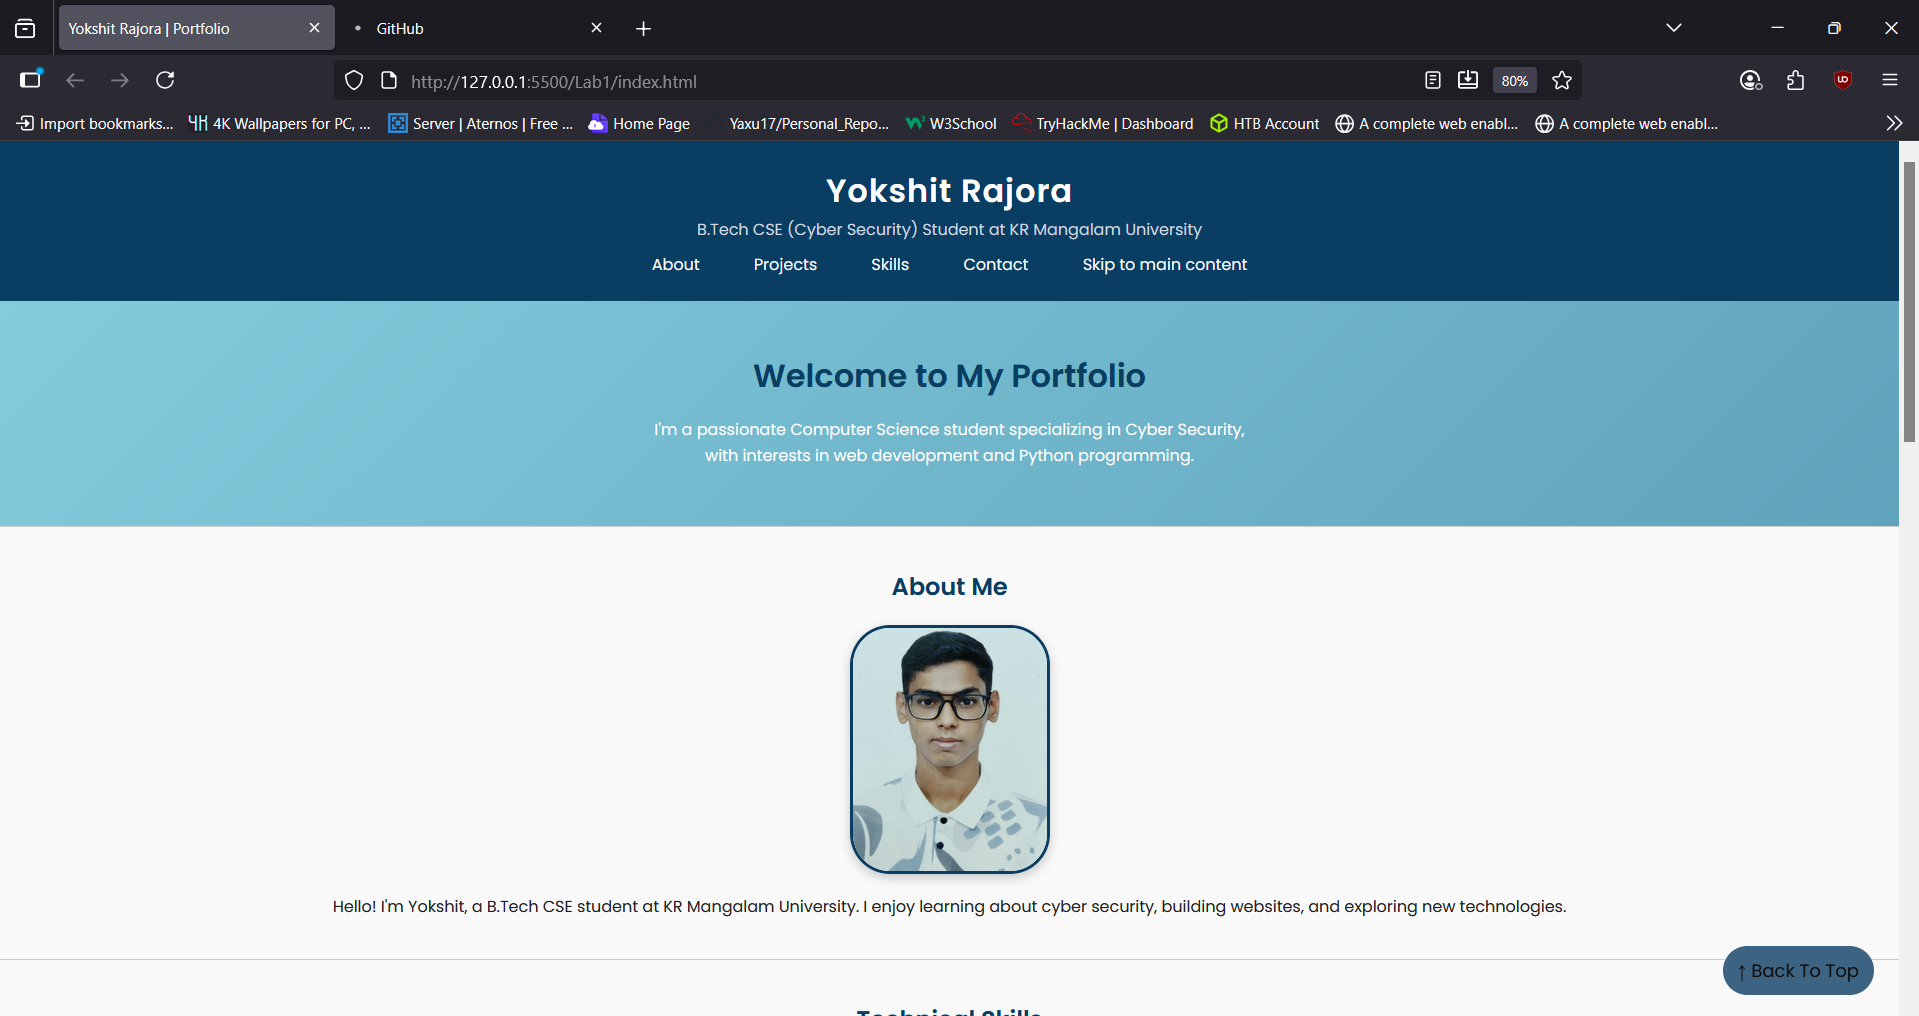 Yokshit Rajora | Portfolio
GitHub
http://127.0.0.1:5500/Lab1/index.html
80%
Import bookmarks...
4K Wallpapers for PC, ...
Server | Aternos | Free ...
Home Page
Yaxu17/Personal_Repo...
W3School
TryHackMe | Dashboard
HTB Account
A complete web enabl...
A complete web enabl...
Yokshit Rajora
B.Tech CSE (Cyber Security) Student at KR Mangalam University
About Projects Skills Contact Skip to main content
Welcome to My Portfolio
I'm a passionate Computer Science student specializing in Cyber Security,
with interests in web development and Python programming.
About Me
Hello! I'm Yokshit, a B.Tech CSE student at KR Mangalam University. I enjoy learning about cyber security, building websites, and exploring new technologies.
↑ Back To Top
Technical Skills